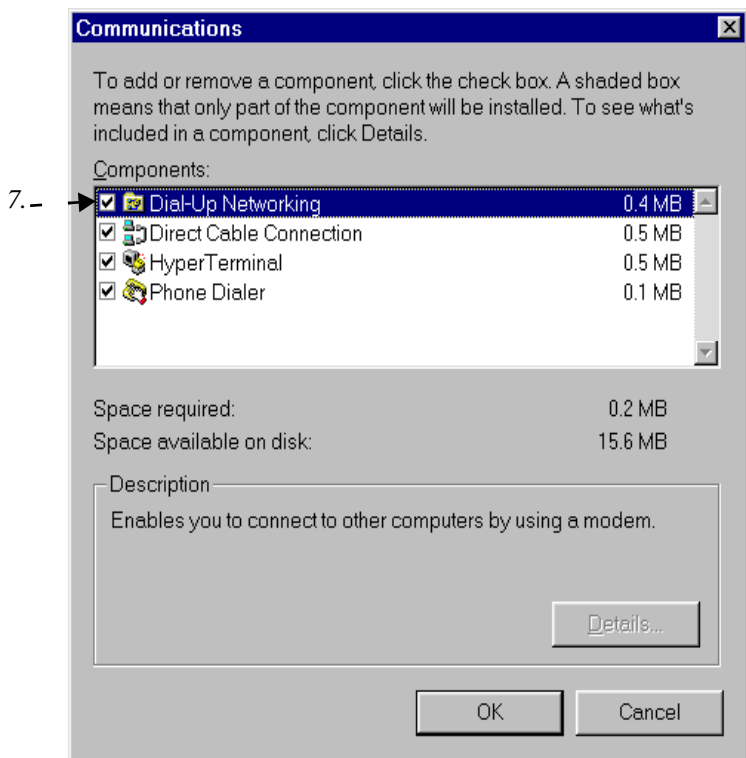 Communications
To add or remove a component, click the check box. A shaded box
means that only part of the component will be installed. To see what's
included in a component, click Details.
Components:
7.
Dial-Up Networking 0.4 MB
Direct Cable Connection 0.5 MB
HyperTerminal 0.5 MB
Phone Dialer 0.1 MB
Space required: 0.2 MB
Space available on disk: 15.6 MB
Description
Enables you to connect to other computers by using a modem.
Details...
OK Cancel